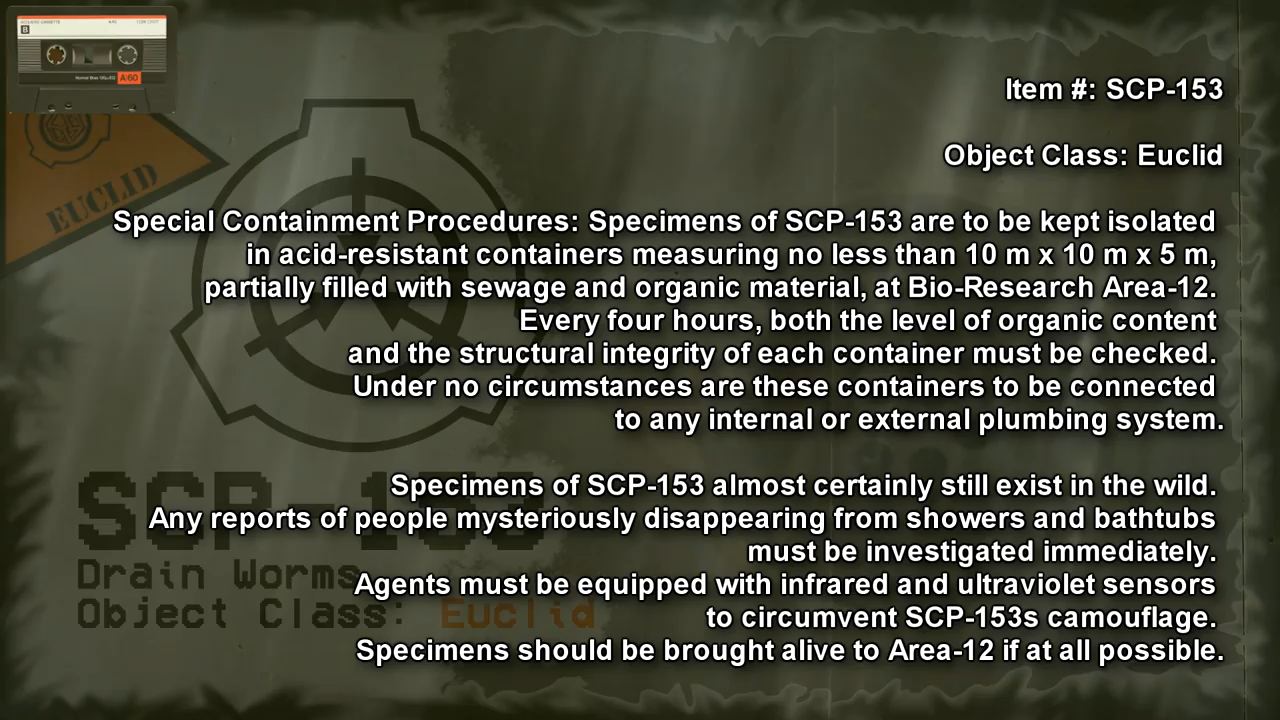 B
A|60
EUCLID
Item #: SCP-153
Object Class: Euclid
Special Containment Procedures: Specimens of SCP-153 are to be kept isolated
in acid-resistant containers measuring no less than 10 m x 10 m x 5 m,
partially filled with sewage and organic material, at Bio-Research Area-12.
Every four hours, both the level of organic content
and the structural integrity of each container must be checked.
Under no circumstances are these containers to be connected
to any internal or external plumbing system.
Specimens of SCP-153 almost certainly still exist in the wild.
Any reports of people mysteriously disappearing from showers and bathtubs
must be investigated immediately.
Agents must be equipped with infrared and ultraviolet sensors
to circumvent SCP-153s camouflage.
Specimens should be brought alive to Area-12 if at all possible.
SCP-153
Drain Worms
Object Class: Euclid